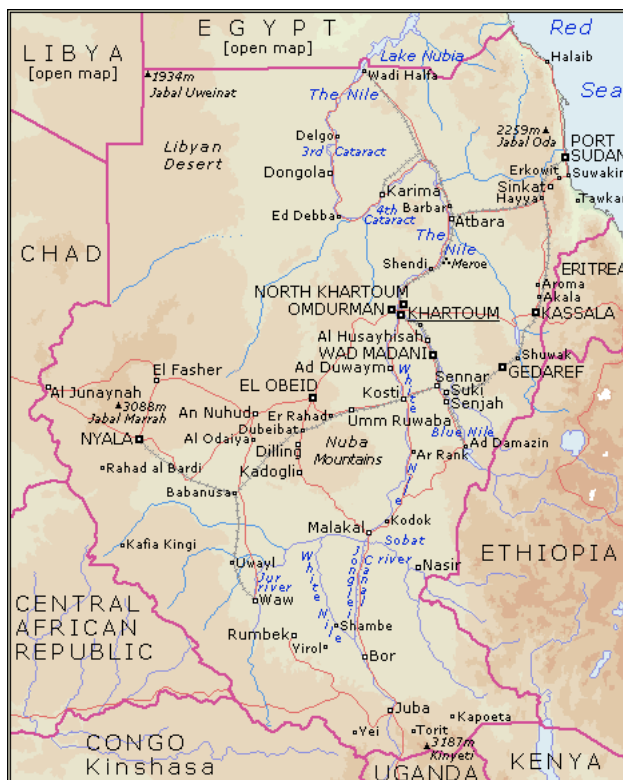 EGYPT
[open map]
LIBYA
[open map]
Red
Sea
Lake Nubia
Halaib
Wadi Halfa
1934m
Jabal Uweinat
The Nile
Libyan
Desert
Delgo
3rd Cataract
2259m
Jabal Oda
PORT
SUDAN
Dongola
Erkowit
Suwakin
Sinkat
Karima
Hayya
Tawkar
Barbar
4th
Cataract
Ed Debba
Atbara
CHAD
The
Nile
Shendi
Meroe
ERITREA
Aroma
Akala
NORTH KHARTOUM
OMDURMAN
KHARTOUM
KASSALA
Al Husayhisah
WAD MADANI
Shuwak
El Fasher
Ad Duwaym
GEDAREF
Al Junaynah
EL OBEID
Sennar
Suki
Senjah
3088m
Jabal Marrah
An Nuhud
Kosti
Er Rahad
Umm Ruwaba
Dubeibat
Blue Nile
NYALA
Al Odaiya
Dilling
Nuba
Mountains
Ad Damazin
Rahad al Bardi
Kadogli
Ar Rank
White Nile
Babanusa
Malakal
Kodok
Kafia Kingi
Sobat
river
ETHIOPIA
Uwayl
Nasir
Jur
river
White Nile
Jonglei
Canal
CENTRAL
AFRICAN
REPUBLIC
Waw
Shambe
Rumbek
Yirol
Bor
Juba
Kapoeta
Yei
Torit
CONGO
Kinshasa
3187m
Kinyeti
UGANDA
KENYA